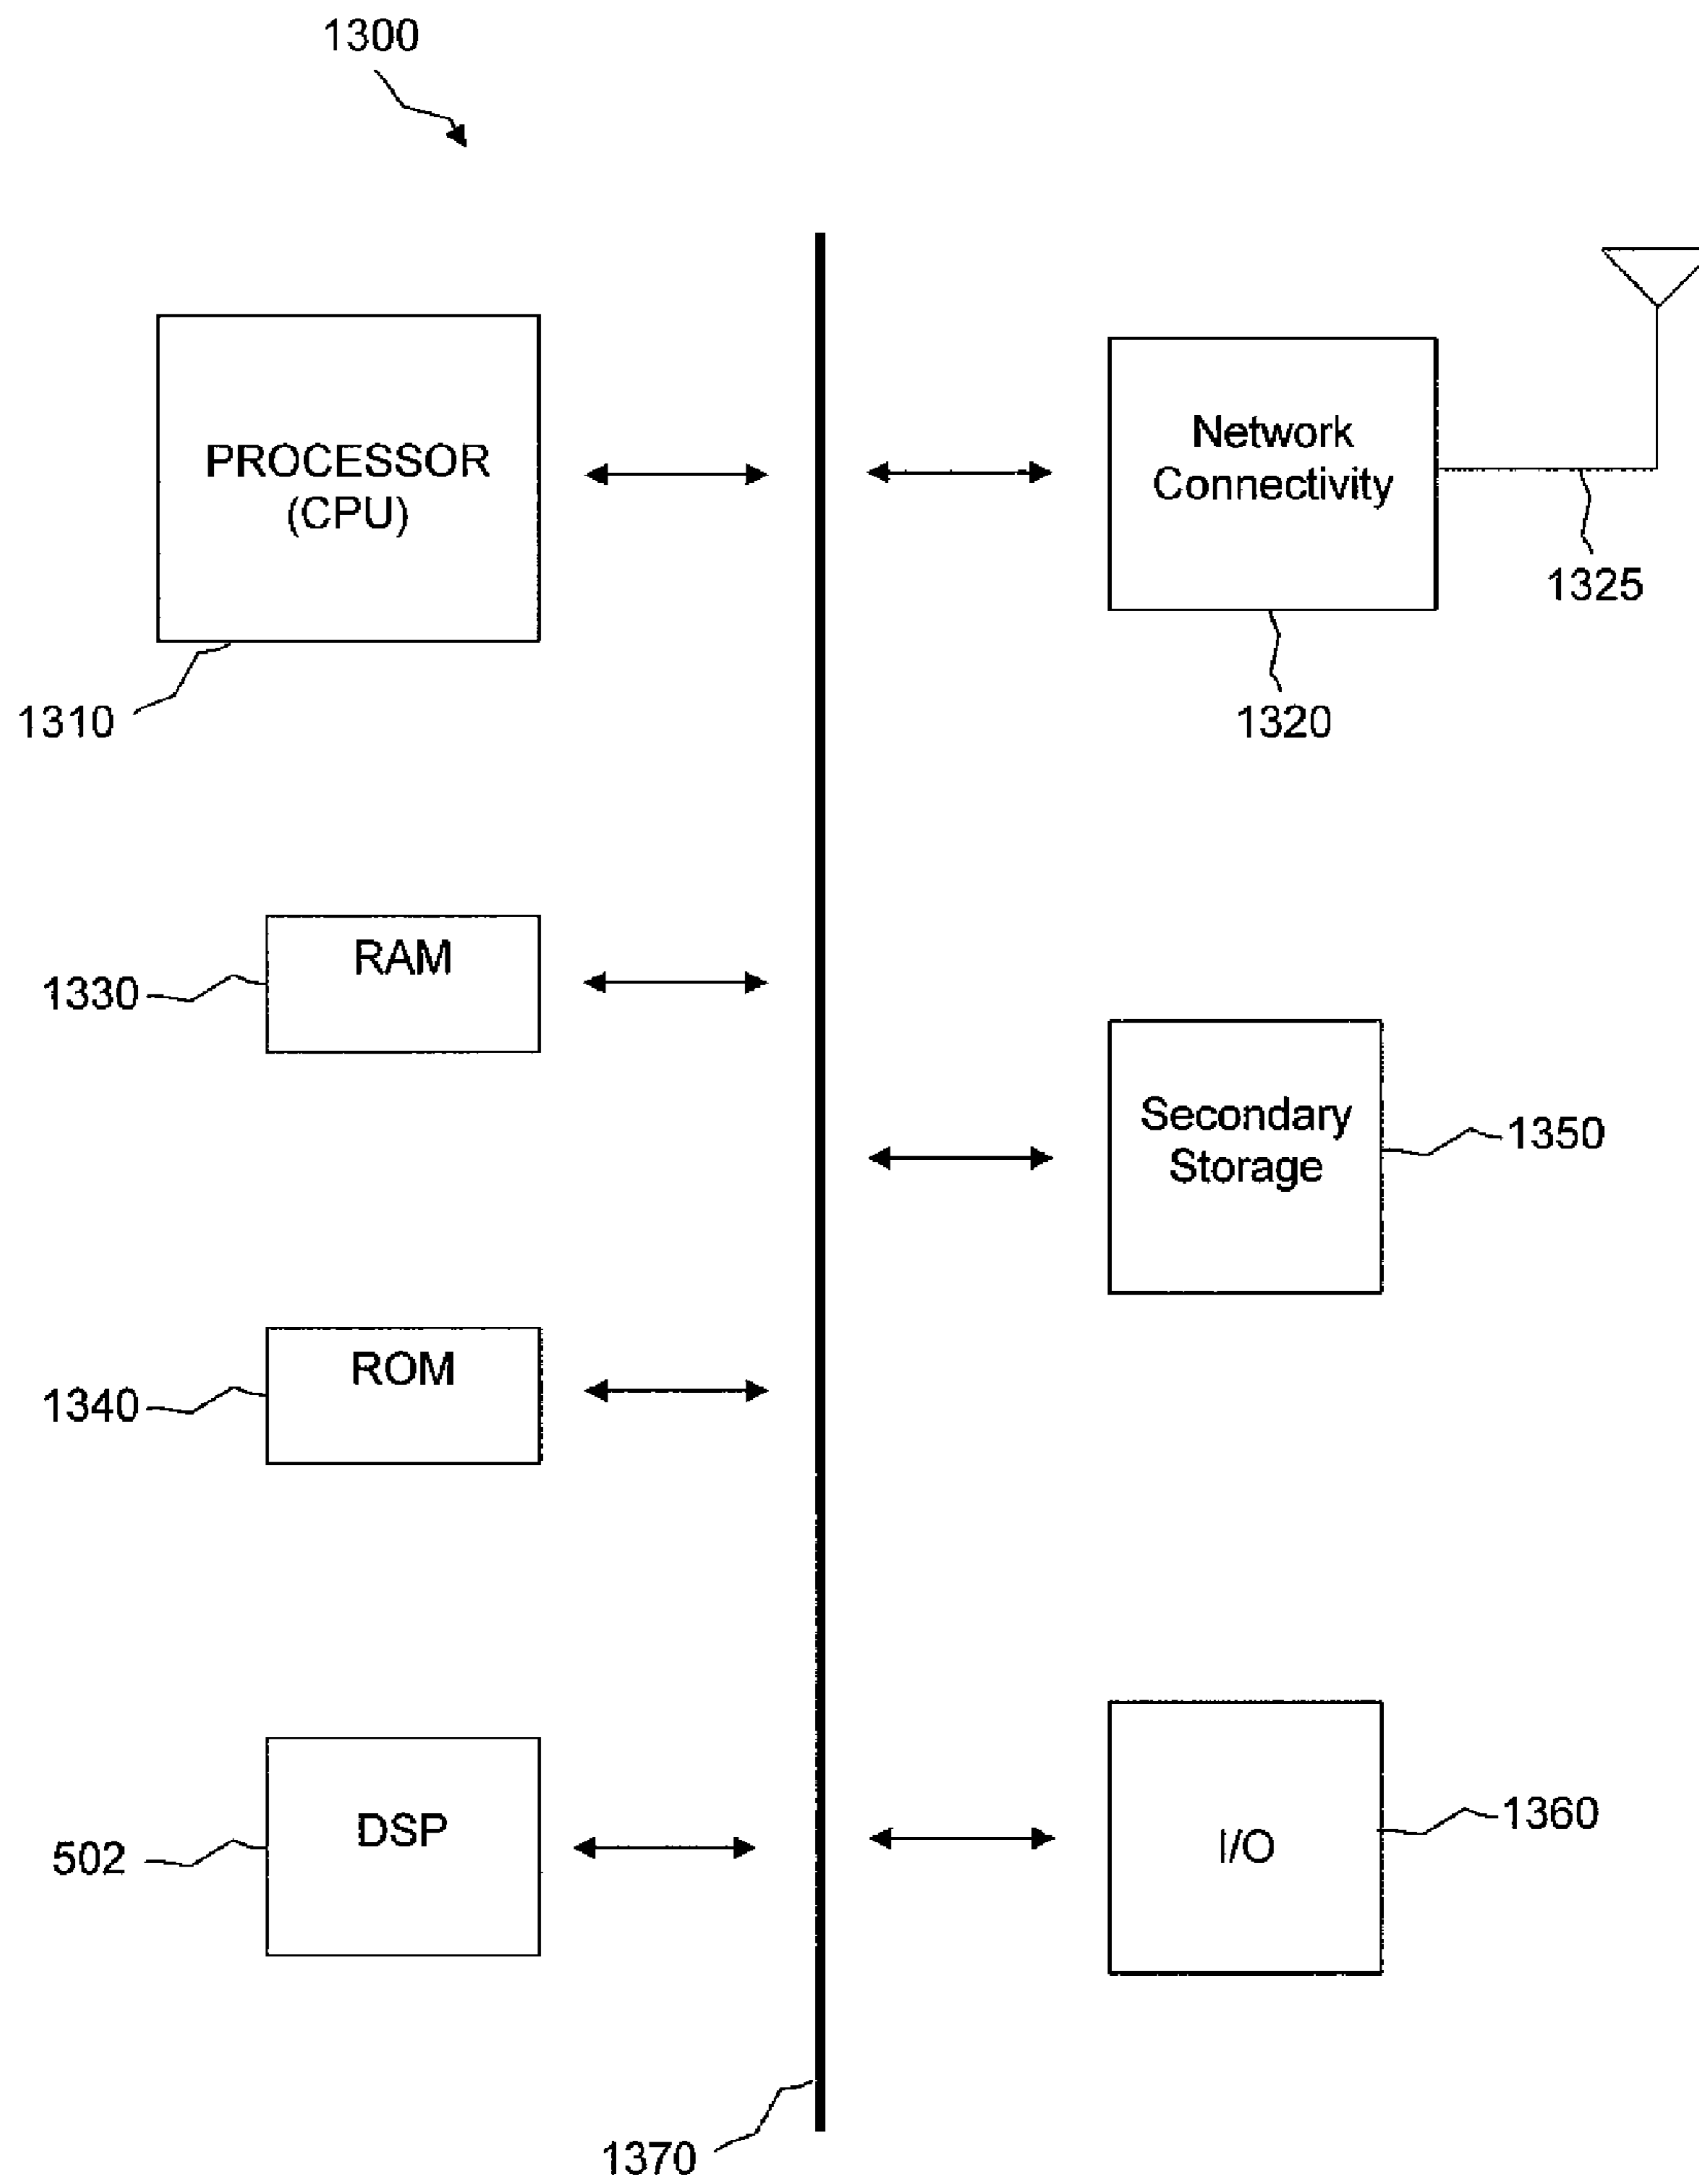 1300
PROCESSOR
(CPU)
1310
Network
Connectivity
1325
1320
RAM
1330
Secondary
Storage
1350
ROM
1340
DSP
502
I/O
1360
1370